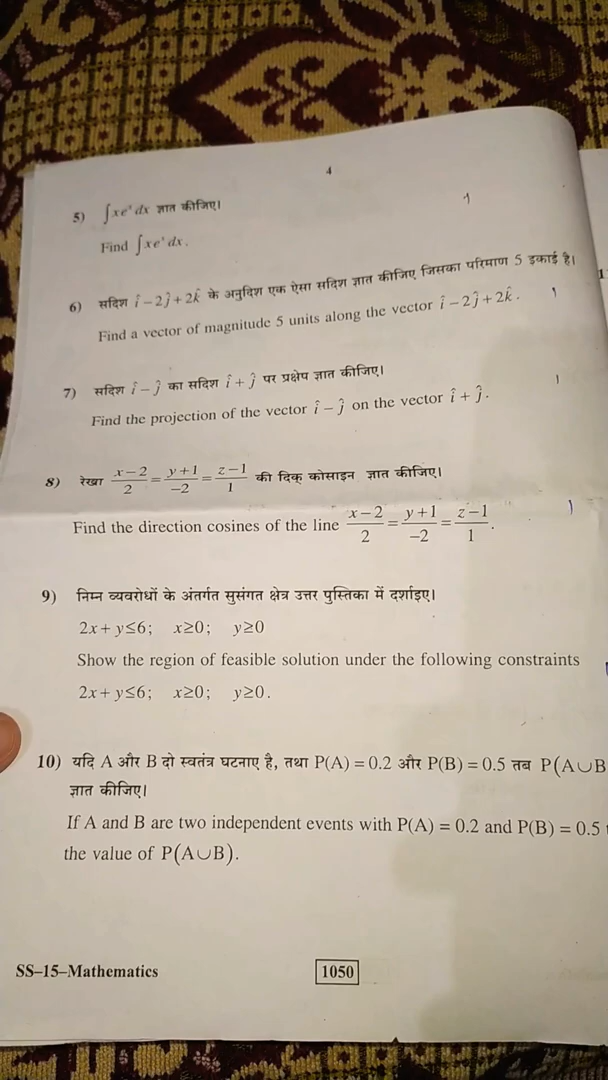 4
5) ∫xeˣ dx ज्ञात कीजिए।
1
Find ∫xeˣ dx.
6) सदिश î – 2ĵ + 2k̂ के अनुदिश एक ऐसा सदिश ज्ञात कीजिए जिसका परिमाण 5 इकाई है।
Find a vector of magnitude 5 units along the vector î – 2ĵ + 2k̂.
1
7) सदिश î – ĵ का सदिश î + ĵ पर प्रक्षेप ज्ञात कीजिए।
1
Find the projection of the vector î – ĵ on the vector î + ĵ.
8) रेखा (x–2)/2 = (y+1)/–2 = (z–1)/1 की दिक् कोसाइन ज्ञात कीजिए।
Find the direction cosines of the line (x–2)/2 = (y+1)/–2 = (z–1)/1.
1
9) निम्न व्यवरोधों के अंतर्गत सुसंगत क्षेत्र उत्तर पुस्तिका में दर्शाइए।
2x + y≤6; x≥0; y≥0
Show the region of feasible solution under the following constraints
2x + y≤6; x≥0; y≥0.
10) यदि A और B दो स्वतंत्र घटनाए है, तथा P(A) = 0.2 और P(B) = 0.5 तब P(A∪B
ज्ञात कीजिए।
If A and B are two independent events with P(A) = 0.2 and P(B) = 0.5
the value of P(A∪B).
SS–15–Mathematics
1050